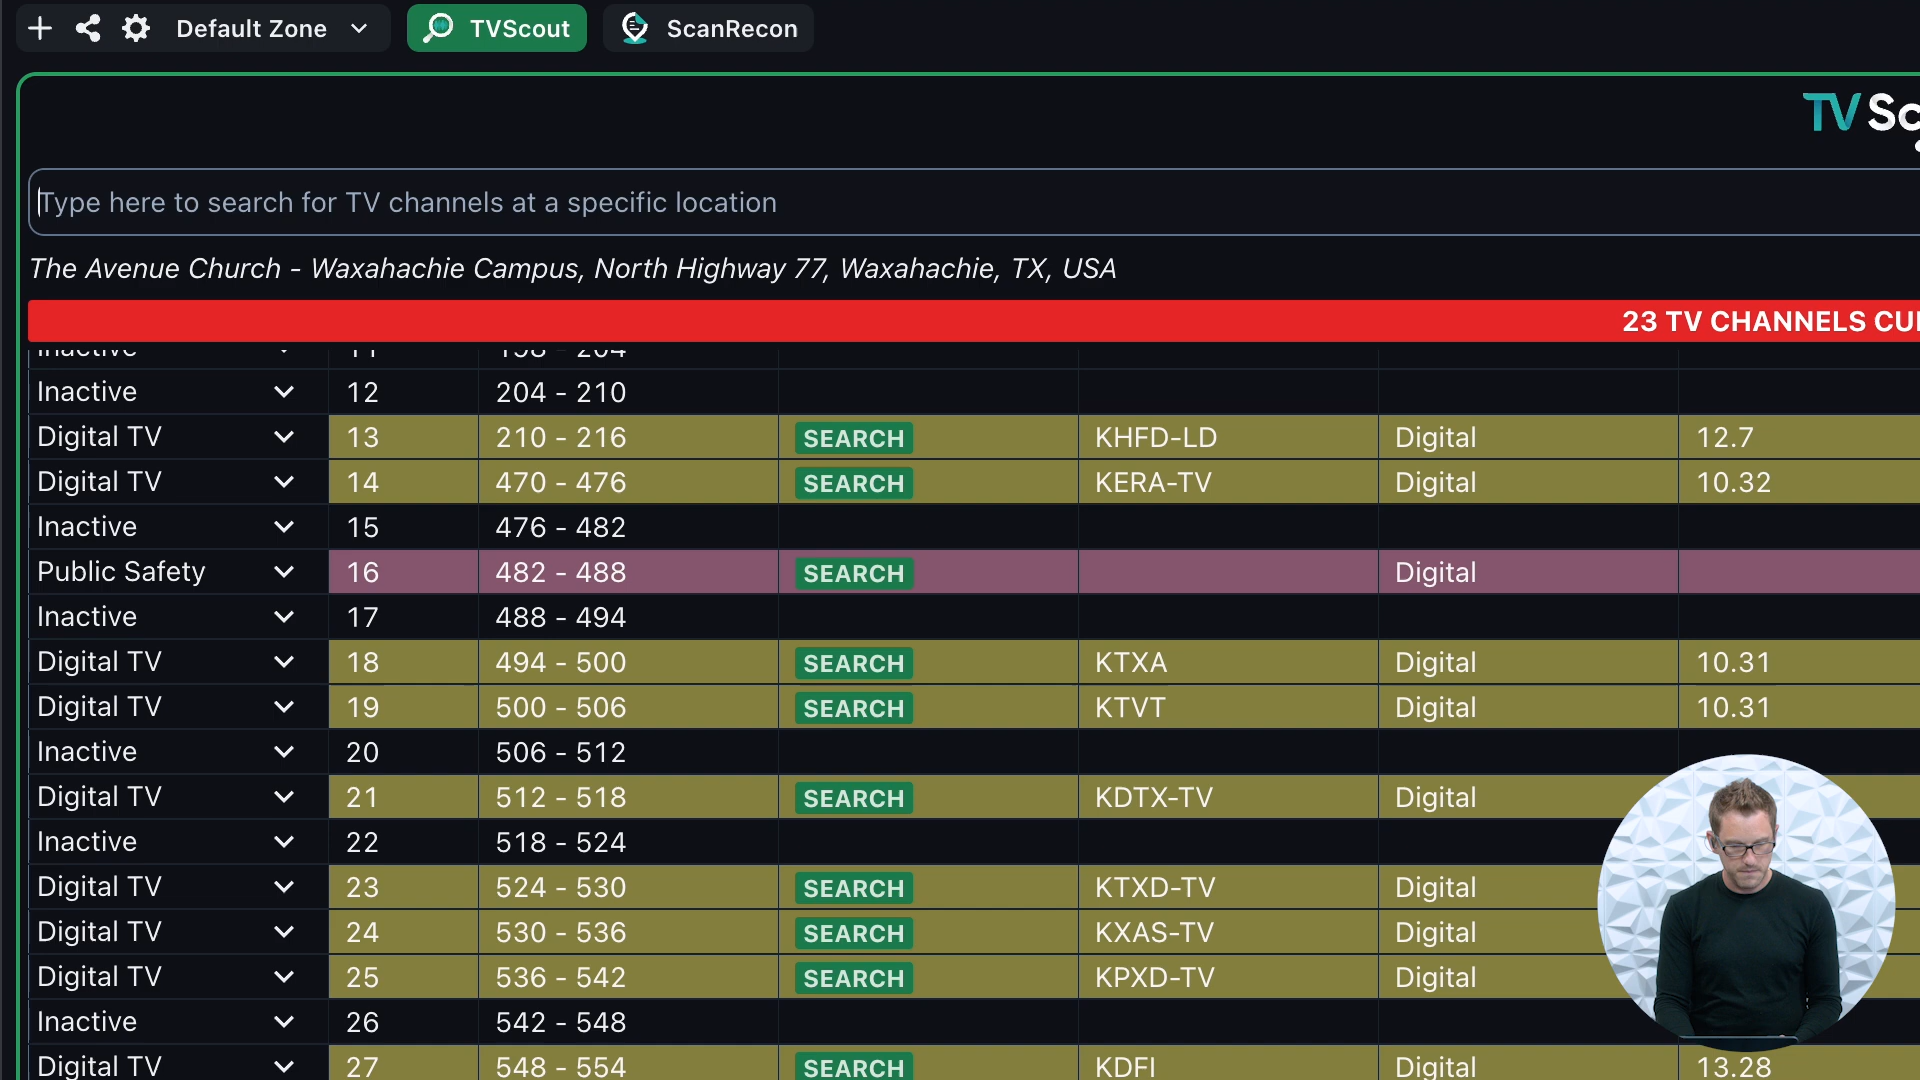 Default Zone
TVScout
ScanRecon
TV
Type here to search for TV channels at a specific location
The Avenue Church - Waxahachie Campus, North Highway 77, Waxahachie, TX, USA
23 TV CHANNELS
Inactive 11 198 - 204
Inactive 12 204 - 210
Digital TV 13 210 - 216 SEARCH KHFD-LD Digital 12.7
Digital TV 14 470 - 476 SEARCH KERA-TV Digital 10.32
Inactive 15 476 - 482
Public Safety 16 482 - 488 SEARCH Digital
Inactive 17 488 - 494
Digital TV 18 494 - 500 SEARCH KTXA Digital 10.31
Digital TV 19 500 - 506 SEARCH KTVT Digital 10.31
Inactive 20 506 - 512
Digital TV 21 512 - 518 SEARCH KDTX-TV Digital
Inactive 22 518 - 524
Digital TV 23 524 - 530 SEARCH KTXD-TV Digital
Digital TV 24 530 - 536 SEARCH KXAS-TV Digital
Digital TV 25 536 - 542 SEARCH KPXD-TV Digital
Inactive 26 542 - 548
Digital TV 27 548 - 554 SEARCH KDFI Digital 13.28